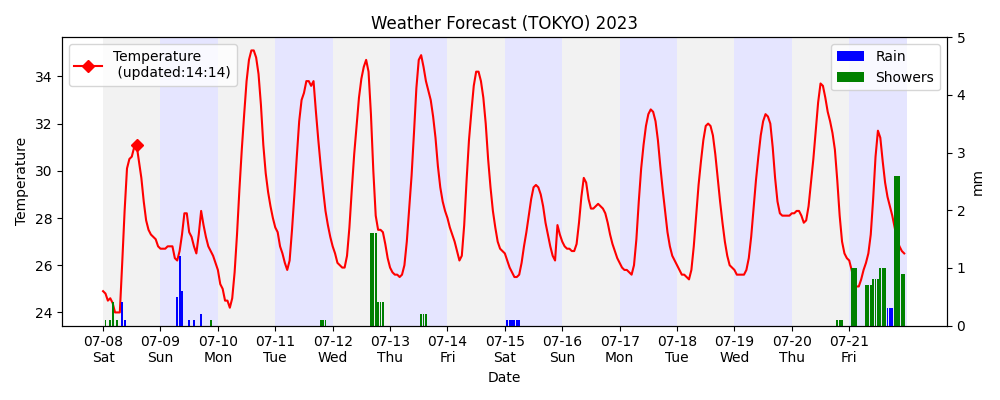 Weather Forecast (TOKYO) 2023
Temperature
(updated:14:14)
Rain
Showers
Temperature
34
32
30
28
26
24
5
4
3
2
1
0
mm
07-08 07-09 07-10 07-11 07-12 07-13 07-14 07-15 07-16 07-17 07-18 07-19 07-20 07-21
Sat Sun Mon Tue Wed Thu Fri Sat Sun Mon Tue Wed Thu Fri
Date